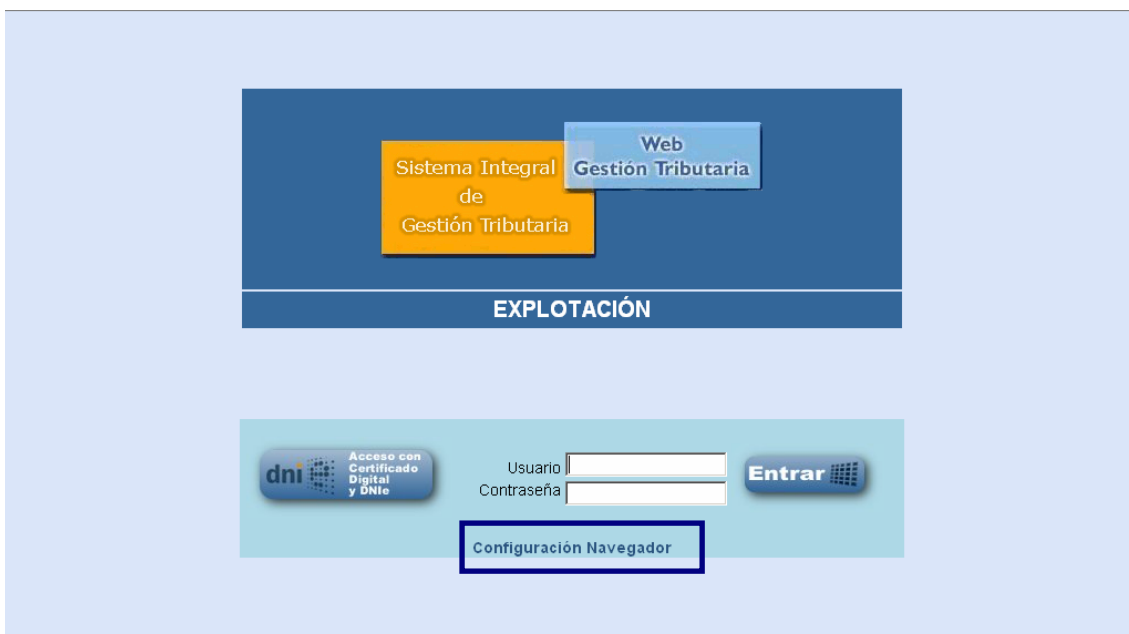 Web
Gestión Tributaria
Sistema Integral
de
Gestión Tributaria
EXPLOTACIÓN
dni
Acceso con
Certificado
Digital
y DNIe
Usuario
Contraseña
Entrar
Configuración Navegador